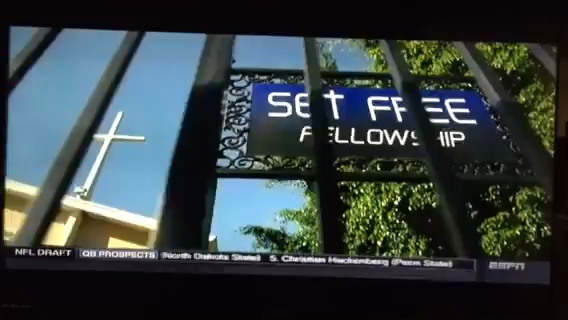 SET FREE
FELLOWSHIP
NFL DRAFT QB PROSPECTS (North Dakota State) 5. Christian Hackenberg (Penn State) ESPN